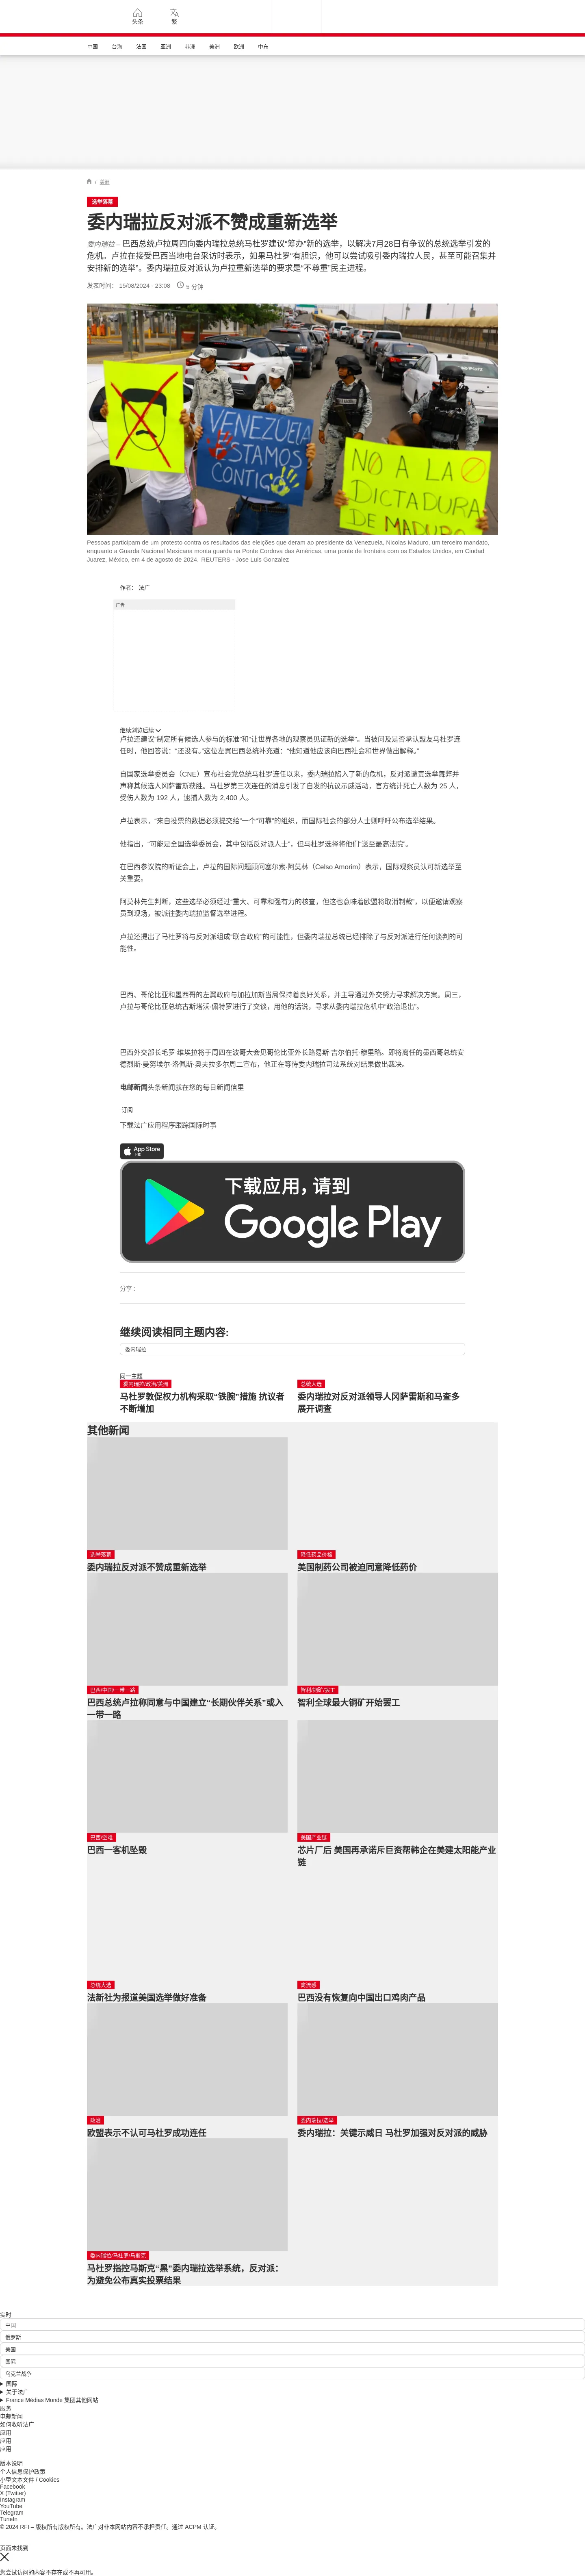 头条
繁
中国
台海
法国
亚洲
非洲
美洲
欧洲
中东
/ 美洲
选举落幕
委内瑞拉反对派不赞成重新选举
委内瑞拉 – 巴西总统卢拉周四向委内瑞拉总统马杜罗建议“筹办”新的选举，以解决7月28日有争议的总统选举引发的
危机。卢拉在接受巴西当地电台采访时表示，如果马杜罗“有胆识，他可以尝试吸引委内瑞拉人民，甚至可能召集并
安排新的选举”。委内瑞拉反对派认为卢拉重新选举的要求是“不尊重”民主进程。
发表时间： 15/08/2024 - 23:08
5 分钟
VENEZUELA
ESTAMOS
CONTIGO
NO A LA
DICTADURA
DE
MADURO
Pessoas participam de um protesto contra os resultados das eleições que deram ao presidente da Venezuela, Nicolas Maduro, um terceiro mandato,
enquanto a Guarda Nacional Mexicana monta guarda na Ponte Cordova das Américas, uma ponte de fronteira com os Estados Unidos, em Ciudad
Juarez, México, em 4 de agosto de 2024. REUTERS - Jose Luis Gonzalez
作者： 法广
广告
继续浏览后续
卢拉还建议“制定所有候选人参与的标准”和“让世界各地的观察员见证新的选举”。当被问及是否承认盟友马杜罗连
任时，他回答说：“还没有。”这位左翼巴西总统补充道：“他知道他应该向巴西社会和世界做出解释。”
自国家选举委员会（CNE）宣布社会党总统马杜罗连任以来，委内瑞拉陷入了新的危机，反对派谴责选举舞弊并
声称其候选人冈萨雷斯获胜。马杜罗第三次连任的消息引发了自发的抗议示威活动，官方统计死亡人数为 25 人，
受伤人数为 192 人，逮捕人数为 2,400 人。
卢拉表示，“来自投票的数据必须提交给”一个“可靠”的组织，而国际社会的部分人士则呼吁公布选举结果。
他指出，“可能是全国选举委员会，其中包括反对派人士”，但马杜罗选择将他们“送至最高法院”。
在巴西参议院的听证会上，卢拉的国际问题顾问塞尔索·阿莫林（Celso Amorim）表示，国际观察员认可新选举至
关重要。
阿莫林先生判断，这些选举必须经过“重大、可靠和强有力的核查，但这也意味着欧盟将取消制裁”，以便邀请观察
员到现场，被派往委内瑞拉监督选举进程。
卢拉还提出了马杜罗将与反对派组成“联合政府”的可能性，但委内瑞拉总统已经排除了与反对派进行任何谈判的可
能性。
巴西、哥伦比亚和墨西哥的左翼政府与加拉加斯当局保持着良好关系，并主导通过外交努力寻求解决方案。周三，
卢拉与哥伦比亚总统古斯塔沃·佩特罗进行了交谈，用他的话说，寻求从委内瑞拉危机中“政治退出”。
巴西外交部长毛罗·维埃拉将于周四在波哥大会见哥伦比亚外长路易斯·吉尔伯托·穆里略。即将离任的墨西哥总统安
德烈斯·曼努埃尔·洛佩斯·奥夫拉多尔周二宣布，他正在等待委内瑞拉司法系统对结果做出裁决。
电邮新闻头条新闻就在您的每日新闻信里
订阅
下载法广应用程序跟踪国际时事
App Store
下载应用，请到
Google Play
分享 :
继续阅读相同主题内容:
委内瑞拉
同一主题
委内瑞拉/政治/美洲
马杜罗敦促权力机构采取“铁腕”措施 抗议者
不断增加
总统大选
委内瑞拉对反对派领导人冈萨雷斯和马查多
展开调查
其他新闻
选举落幕
委内瑞拉反对派不赞成重新选举
降低药品价格
美国制药公司被迫同意降低药价
巴西/中国/一带一路
巴西总统卢拉称同意与中国建立“长期伙伴关系”或入
一带一路
智利/铜矿/罢工
智利全球最大铜矿开始罢工
巴西/空难
巴西一客机坠毁
美国产业链
芯片厂后 美国再承诺斥巨资帮韩企在美建太阳能产业
链
总统大选
法新社为报道美国选举做好准备
禽流感
巴西没有恢复向中国出口鸡肉产品
政治
欧盟表示不认可马杜罗成功连任
委内瑞拉/选举
委内瑞拉：关键示威日 马杜罗加强对反对派的威胁
委内瑞拉/马杜罗/马斯克
马杜罗指控马斯克“黑”委内瑞拉选举系统，反对派：
为避免公布真实投票结果
实时
中国
俄罗斯
美国
国际
乌克兰战争
国际
关于法广
France Médias Monde 集团其他网站
服务
电邮新闻
如何收听法广
应用
应用
应用
版本说明
个人信息保护政策
小型文本文件 / Cookies
Facebook
X (Twitter)
Instagram
YouTube
Telegram
TuneIn
© 2024 RFI – 版权所有版权所有。法广对非本网站内容不承担责任。通过 ACPM 认证。
页面未找到
您尝试访问的内容不存在或不再可用。